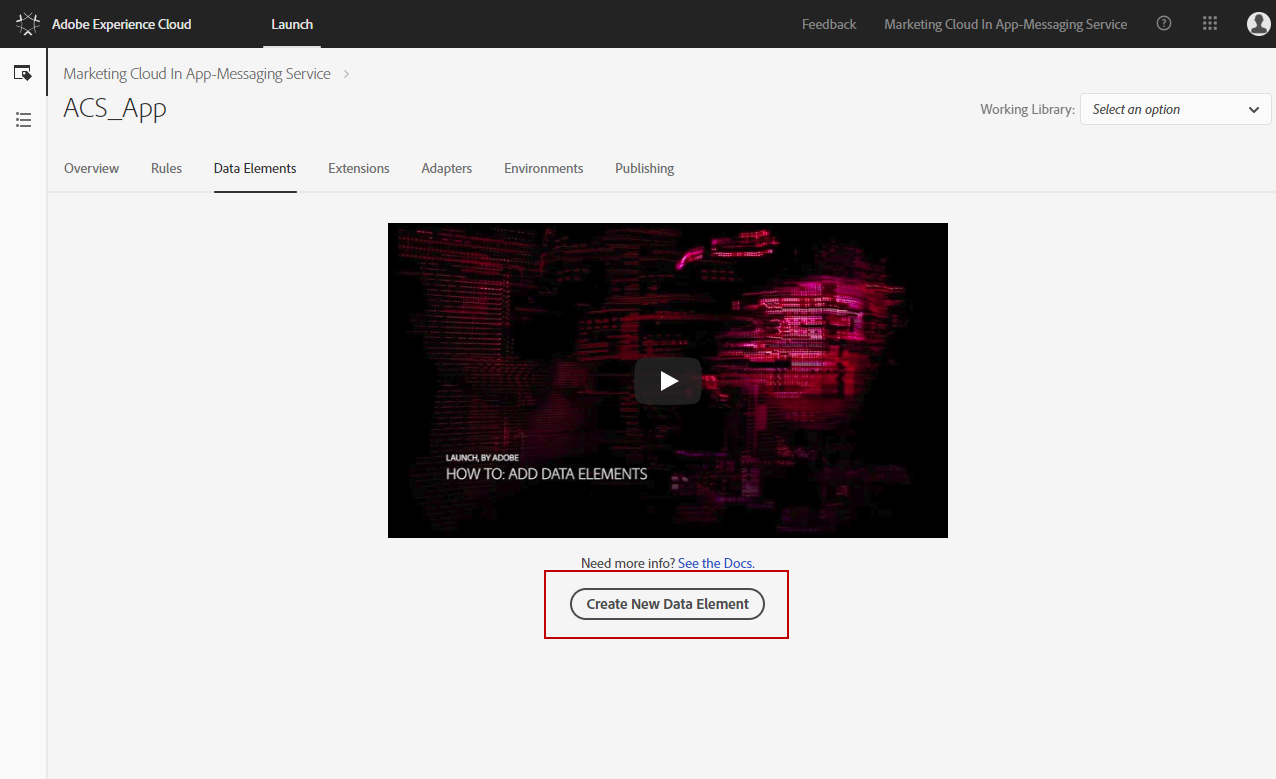 Adobe Experience Cloud Launch Feedback Marketing Cloud In App-Messaging Service ?
Marketing Cloud In App-Messaging Service >
ACS_App
Working Library: Select an option
Overview Rules Data Elements Extensions Adapters Environments Publishing
LAUNCH, BY ADOBE
HOW TO: ADD DATA ELEMENTS
Need more info? See the Docs.
Create New Data Element